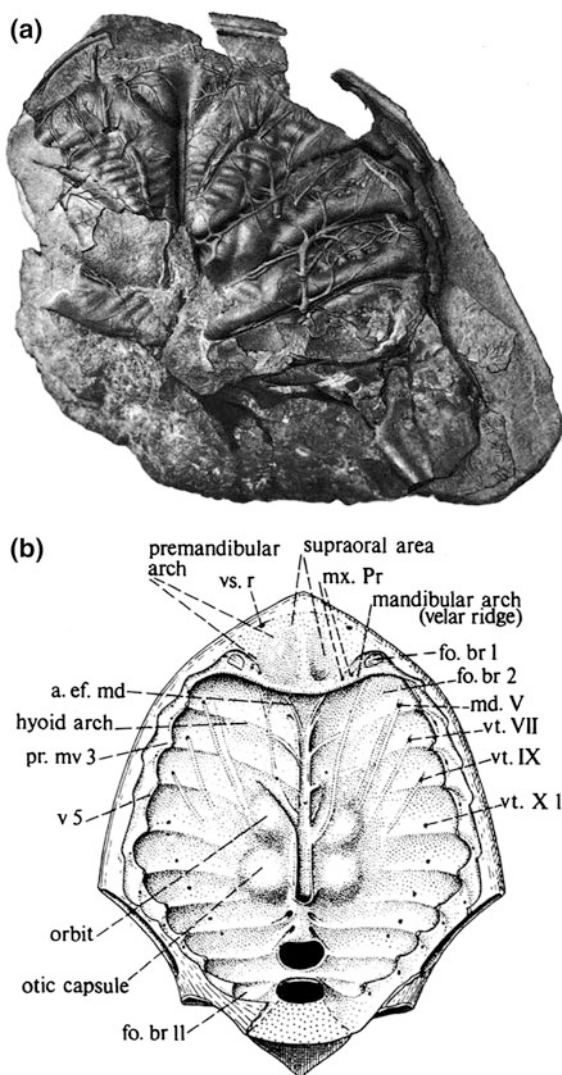 (a)
(b)
premandibular
arch
vs. r
supraoral area
mx. Pr
mandibular arch
(velar ridge)
fo. br 1
fo. br 2
a. ef. md
md. V
hyoid arch
vt. VII
pr. mv 3
vt. IX
v 5
vt. X 1
orbit
otic capsule
fo. br 11